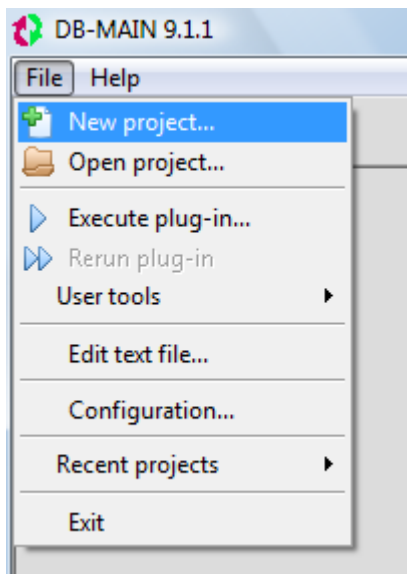 DB-MAIN 9.1.1
File Help
New project...
Open project...
Execute plug-in...
Rerun plug-in
User tools
Edit text file...
Configuration...
Recent projects
Exit